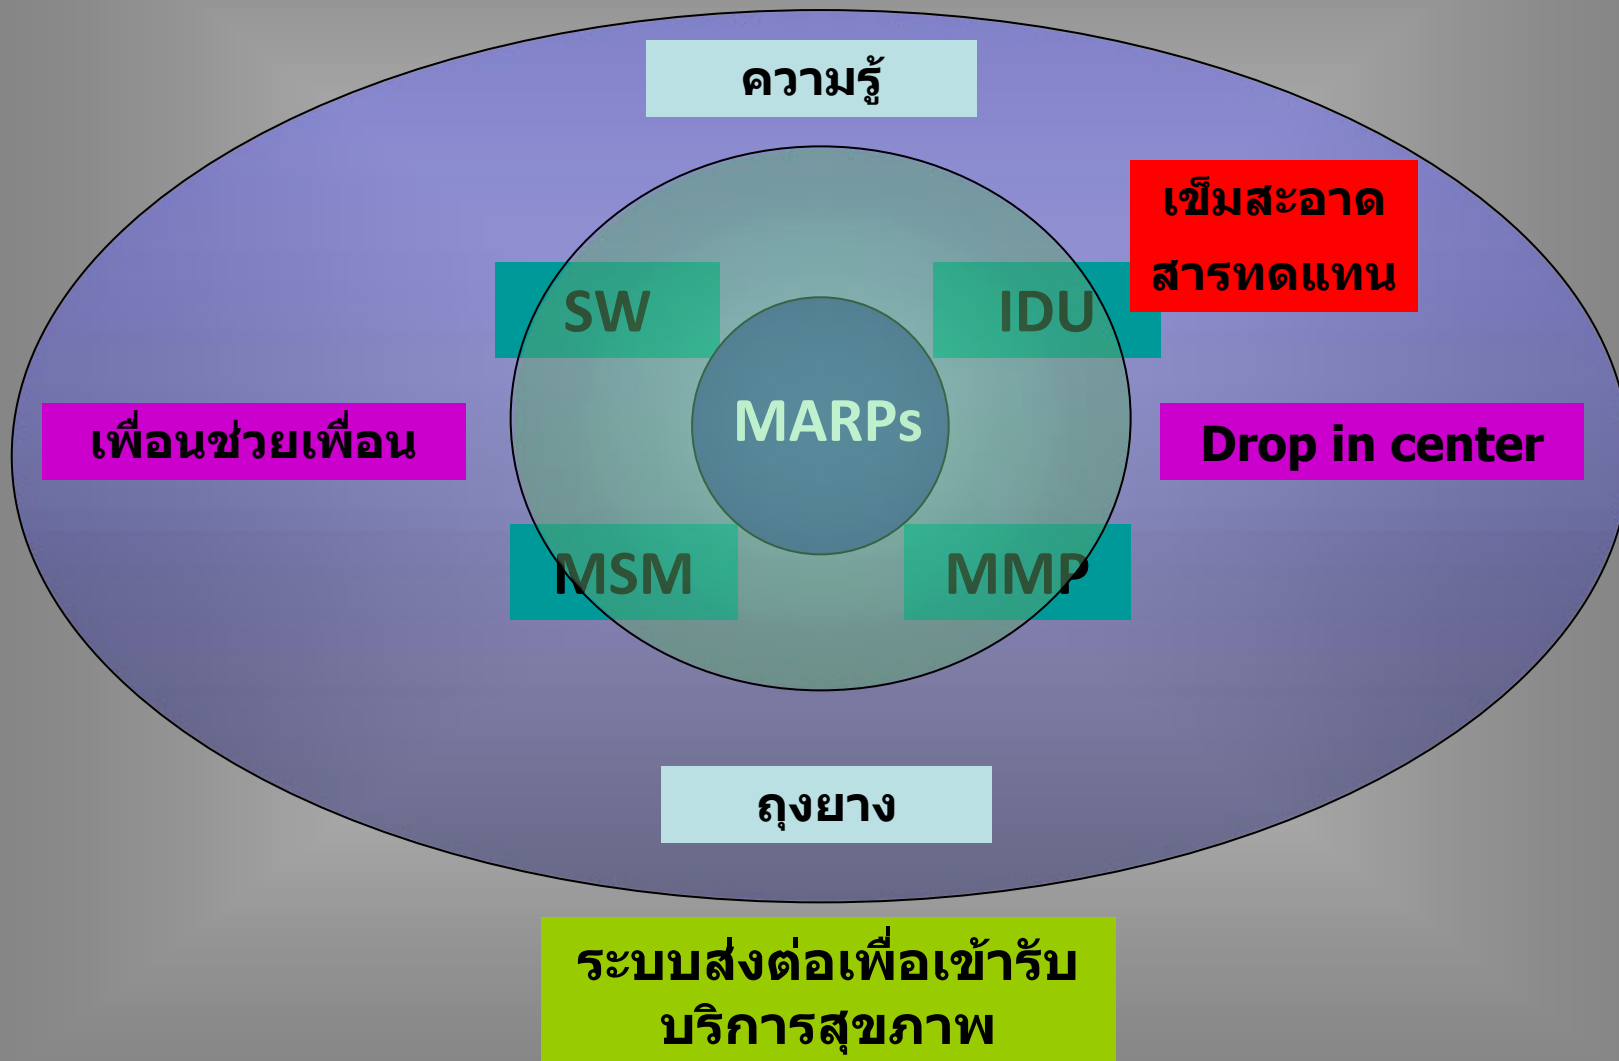 ความรู้
เข็มสะอาด
สารทดแทน
SW
IDU
MARPs
เพื่อนช่วยเพื่อน
Drop in center
MSM
MMP
ถุงยาง
ระบบส่งต่อเพื่อเข้ารับ
บริการสุขภาพ